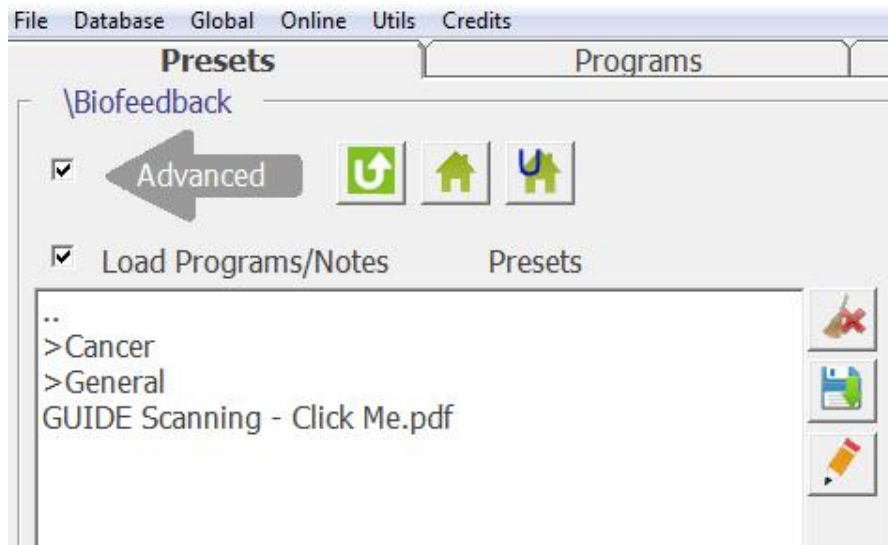 File Database Global Online Utils Credits
Presets Programs
\Biofeedback
Advanced
Load Programs/Notes Presets
..
>Cancer
>General
GUIDE Scanning - Click Me.pdf